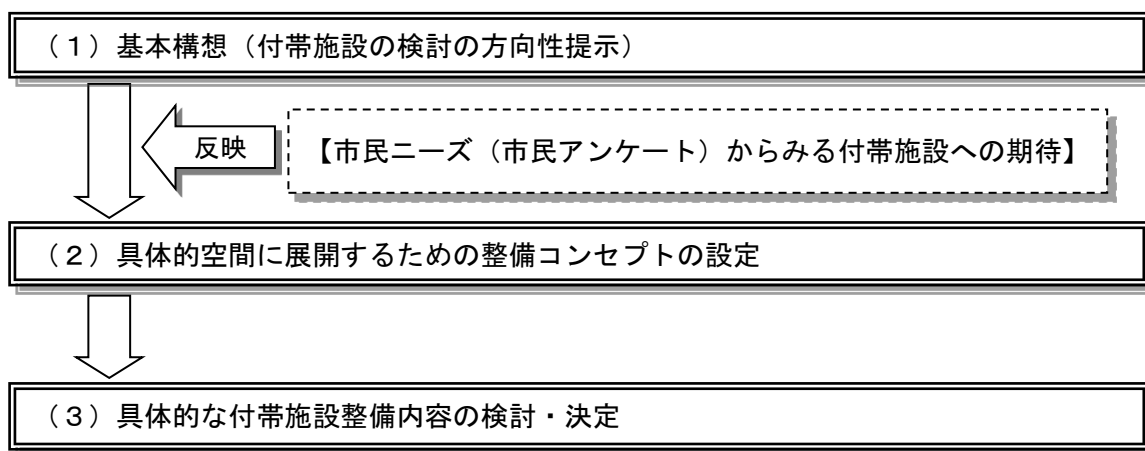 （１）基本構想（付帯施設の検討の方向性提示）
反映
【市民ニーズ（市民アンケート）からみる付帯施設への期待】
（２）具体的空間に展開するための整備コンセプトの設定
（３）具体的な付帯施設整備内容の検討・決定